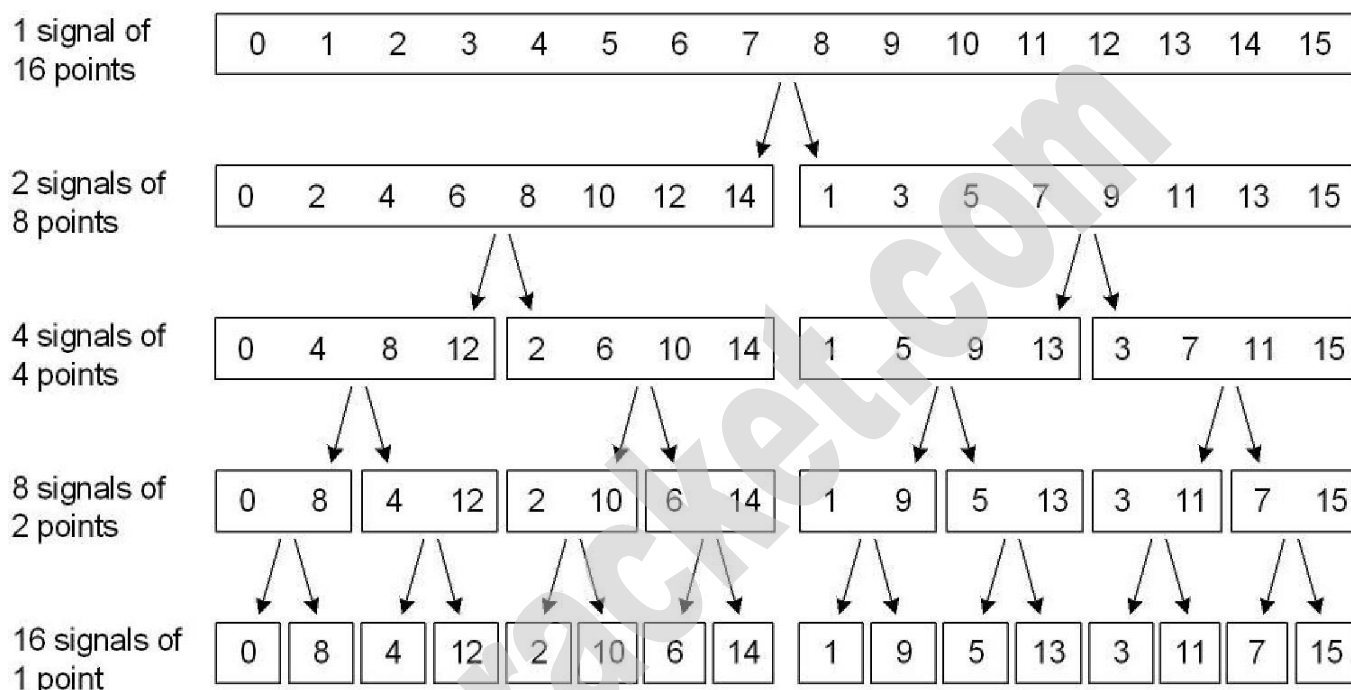 1 signal of
16 points
0 1 2 3 4 5 6 7 8 9 10 11 12 13 14 15
2 signals of
8 points
0 2 4 6 8 10 12 14 1 3 5 7 9 11 13 15
4 signals of
4 points
0 4 8 12 2 6 10 14 1 5 9 13 3 7 11 15
8 signals of
2 points
0 8 4 12 2 10 6 14 1 9 5 13 3 11 7 15
16 signals of
1 point
0 8 4 12 2 10 6 14 1 9 5 13 3 11 7 15
racket.com